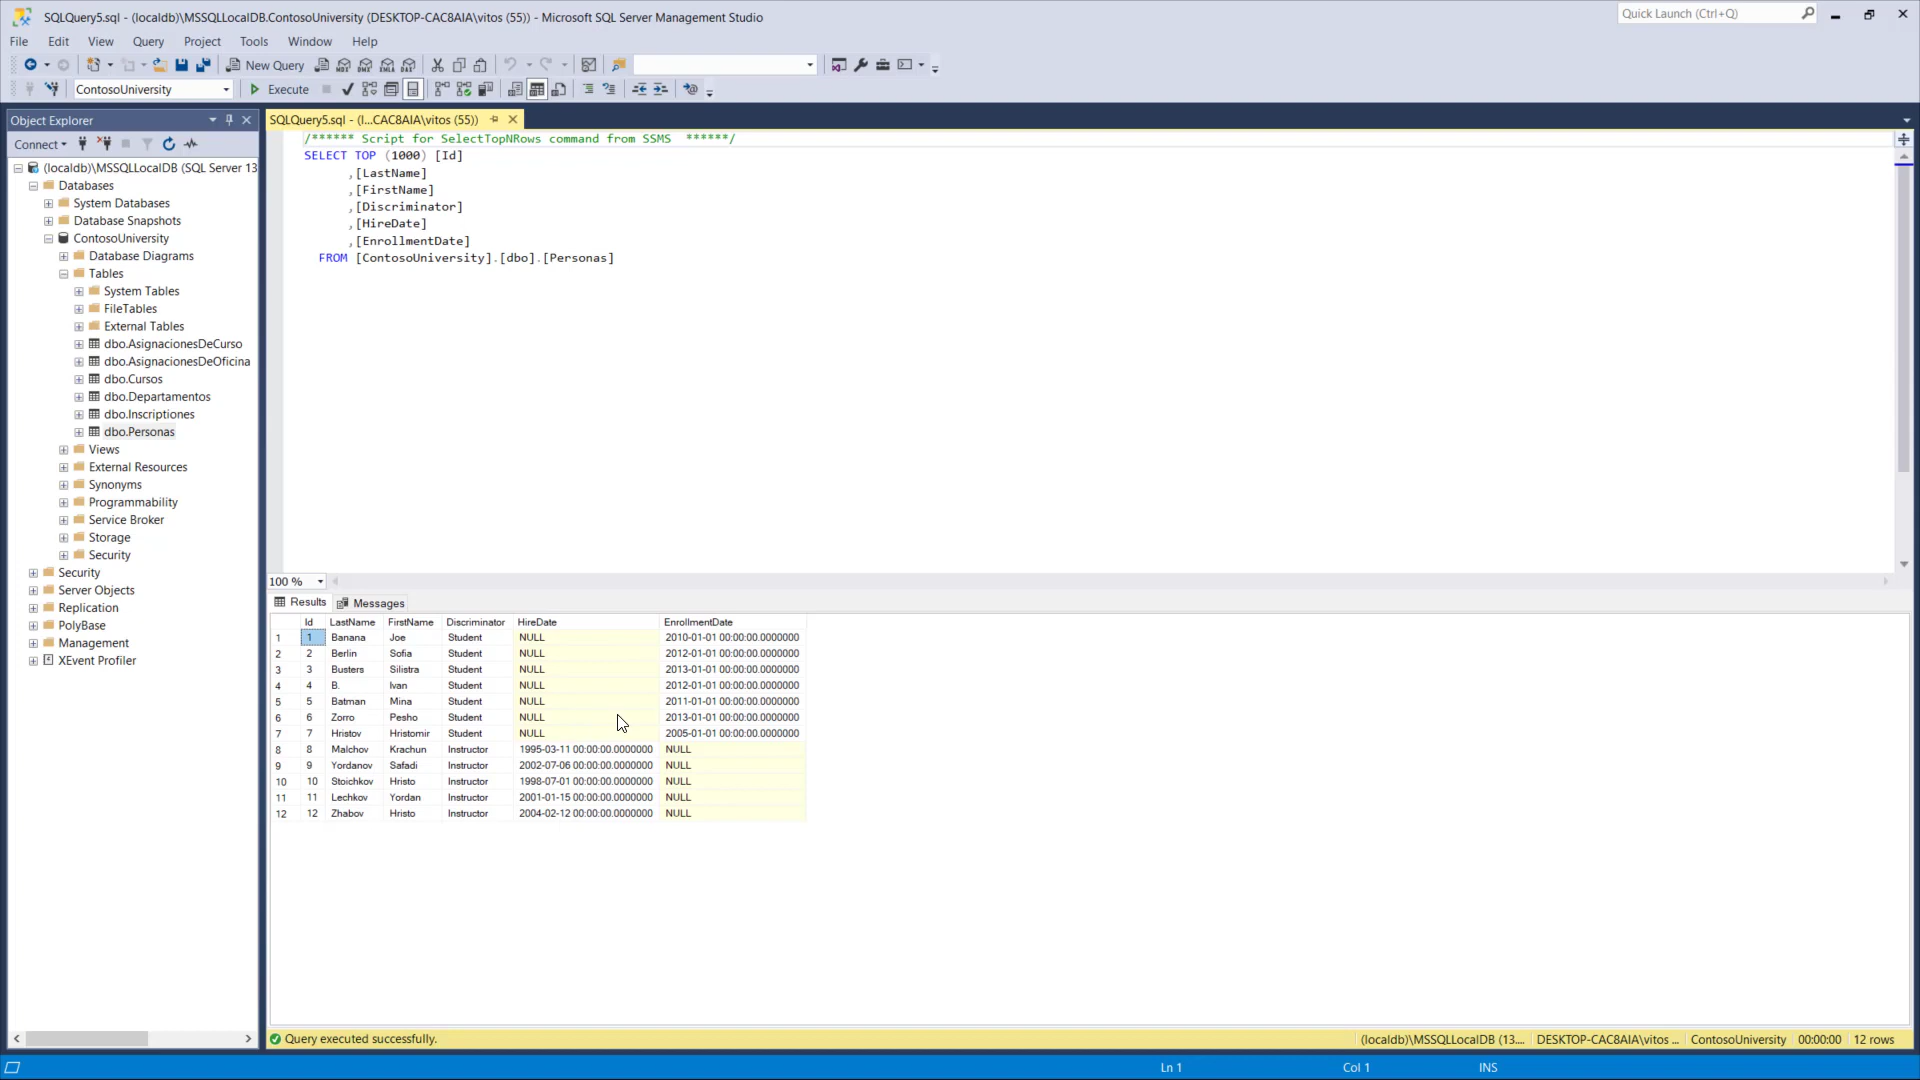 SQLQuery5.sql - (localdb)\MSSQLLocalDB.ContosoUniversity (DESKTOP-CAC8AIA\vitos (55)) - Microsoft SQL Server Management Studio
Quick Launch (Ctrl+Q)
File Edit View Query Project Tools Window Help
New Query
ContosoUniversity Execute
Object Explorer
SQLQuery5.sql - (l...CAC8AIA\vitos (55))
Connect
(localdb)\MSSQLLocalDB (SQL Server 13
Databases
System Databases
Database Snapshots
ContosoUniversity
Database Diagrams
Tables
System Tables
FileTables
External Tables
dbo.AsignacionesDeCurso
dbo.AsignacionesDeOficina
dbo.Cursos
dbo.Departamentos
dbo.Inscriptiones
dbo.Personas
Views
External Resources
Synonyms
Programmability
Service Broker
Storage
Security
Security
Server Objects
Replication
PolyBase
Management
XEvent Profiler
/****** Script for SelectTopNRows command from SSMS ******/
SELECT TOP (1000) [Id]
,[LastName]
,[FirstName]
,[Discriminator]
,[HireDate]
,[EnrollmentDate]
FROM [ContosoUniversity].[dbo].[Personas]
100 %
Results Messages
Id LastName FirstName Discriminator HireDate EnrollmentDate
1 1 Banana Joe Student NULL 2010-01-01 00:00:00.0000000
2 2 Berlin Sofia Student NULL 2012-01-01 00:00:00.0000000
3 3 Busters Silistra Student NULL 2013-01-01 00:00:00.0000000
4 4 B. Ivan Student NULL 2012-01-01 00:00:00.0000000
5 5 Batman Mina Student NULL 2011-01-01 00:00:00.0000000
6 6 Zorro Pesho Student NULL 2013-01-01 00:00:00.0000000
7 7 Hristov Hristomir Student NULL 2005-01-01 00:00:00.0000000
8 8 Malchov Krachun Instructor 1995-03-11 00:00:00.0000000 NULL
9 9 Yordanov Safadi Instructor 2002-07-06 00:00:00.0000000 NULL
10 10 Stoichkov Hristo Instructor 1998-07-01 00:00:00.0000000 NULL
11 11 Lechkov Yordan Instructor 2001-01-15 00:00:00.0000000 NULL
12 12 Zhabov Hristo Instructor 2004-02-12 00:00:00.0000000 NULL
Query executed successfully. (localdb)\MSSQLLocalDB (13.... DESKTOP-CAC8AIA\vitos ... ContosoUniversity 00:00:00 12 rows
Ln 1 Col 1 INS